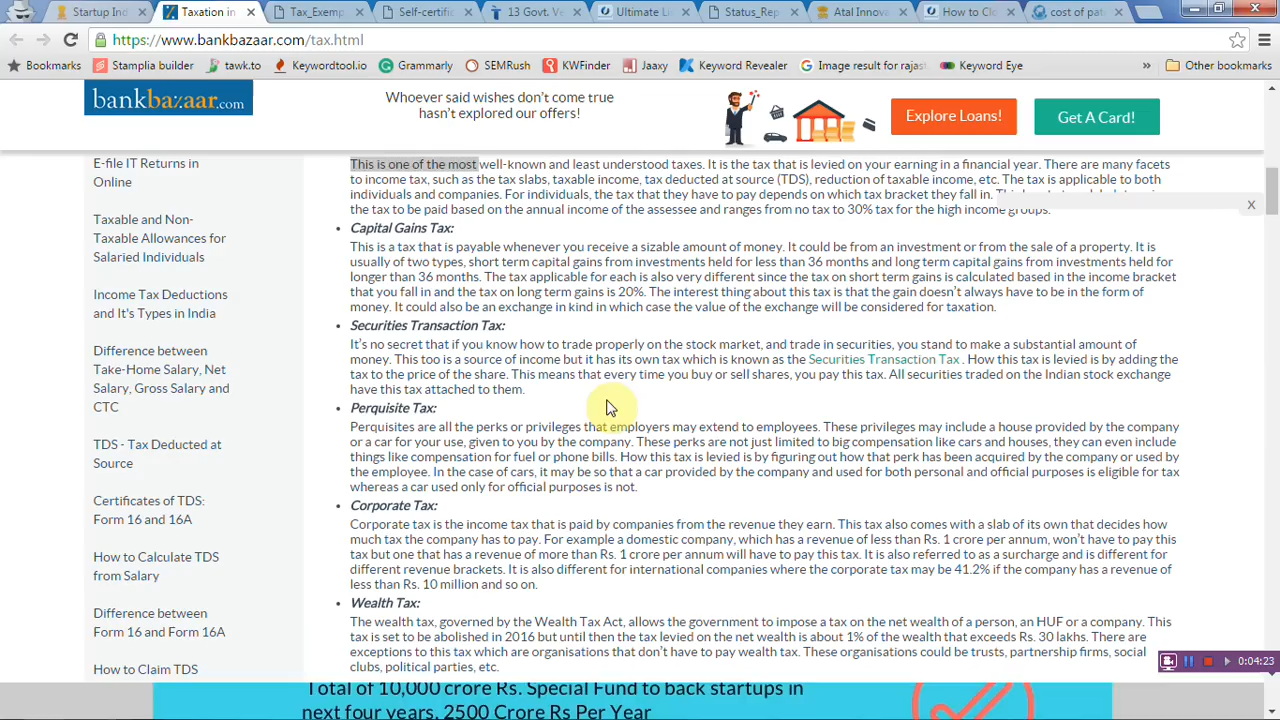 Startup Ind
Taxation in
Tax_Exemp
Self-certific
13 Govt. Ve
Ultimate Li
Status_Rep
Atal Innova
How to Clo
cost of pate
https://www.bankbazaar.com/tax.html
Bookmarks
Stamplia builder
tawk.to
Keywordtool.io
Grammarly
SEMRush
KWFinder
Jaaxy
Keyword Revealer
Image result for rajast
Keyword Eye
»
Other bookmarks
bankbazaar.com
Whoever said wishes don't come true
hasn't explored our offers!
Explore Loans!
Get A Card!
E-file IT Returns in
Online
Taxable and Non-
Taxable Allowances for
Salaried Individuals
Income Tax Deductions
and It's Types in India
Difference between
Take-Home Salary, Net
Salary, Gross Salary and
CTC
TDS - Tax Deducted at
Source
Certificates of TDS:
Form 16 and 16A
How to Calculate TDS
from Salary
Difference between
Form 16 and Form 16A
How to Claim TDS
This is one of the most well-known and least understood taxes. It is the tax that is levied on your earning in a financial year. There are many facets
to income tax, such as the tax slabs, taxable income, tax deducted at source (TDS), reduction of taxable income, etc. The tax is applicable to both
individuals and companies. For individuals, the tax that they have to pay depends on which tax bracket they fall in.
the tax to be paid based on the annual income of the assessee and ranges from no tax to 30% tax for the high income groups.
x
• Capital Gains Tax:
This is a tax that is payable whenever you receive a sizable amount of money. It could be from an investment or from the sale of a property. It is
usually of two types, short term capital gains from investments held for less than 36 months and long term capital gains from investments held for
longer than 36 months. The tax applicable for each is also very different since the tax on short term gains is calculated based in the income bracket
that you fall in and the tax on long term gains is 20%. The interesting thing about this tax is that the gain doesn't always have to be in the form of
money. It could also be an exchange in kind in which case the value of the exchange will be considered for taxation.
• Securities Transaction Tax:
It's no secret that if you know how to trade properly on the stock market, and trade in securities, you stand to make a substantial amount of
money. This too is a source of income but it has its own tax which is known as the Securities Transaction Tax . How this tax is levied is by adding the
tax to the price of the share. This means that every time you buy or sell shares, you pay this tax. All securities traded on the Indian stock exchange
have this tax attached to them.
• Perquisite Tax:
Perquisites are all the perks or privileges that employers may extend to employees. These privileges may include a house provided by the company
or a car for your use, given to you by the company. These perks are not just limited to big compensation like cars and houses, they can even include
things like compensation for fuel or phone bills. How this tax is levied is by figuring out how that perk has been acquired by the company or used by
the employee. In the case of cars, it may be so that a car provided by the company and used for both personal and official purposes is eligible for tax
whereas a car used only for official purposes is not.
• Corporate Tax:
Corporate tax is the income tax that is paid by companies from the revenue they earn. This tax also comes with a slab of its own that decides how
much tax the company has to pay. For example a domestic company, which has a revenue of less than Rs. 1 crore per annum, won't have to pay this
tax but one that has a revenue of more than Rs. 1 crore per annum will have to pay this tax. It is also referred to as a surcharge and is different for
different revenue brackets. It is also different for international companies where the corporate tax may be 41.2% if the company has a revenue of
less than Rs. 10 million and so on.
• Wealth Tax:
The wealth tax, governed by the Wealth Tax Act, allows the government to impose a tax on the net wealth of a person, an HUF or a company. This
tax is set to be abolished in 2016 but until then the tax levied on the net wealth is about 1% of the wealth that exceeds Rs. 30 lakhs. There are
exceptions to this tax which are organisations that don't have to pay wealth tax. These organisations could be trusts, partnership firms, social
clubs, political parties, etc.
0:04:23
Total of 10,000 crore Rs. Special Fund to back startups in
next four years. 2500 Crore Rs Per Year